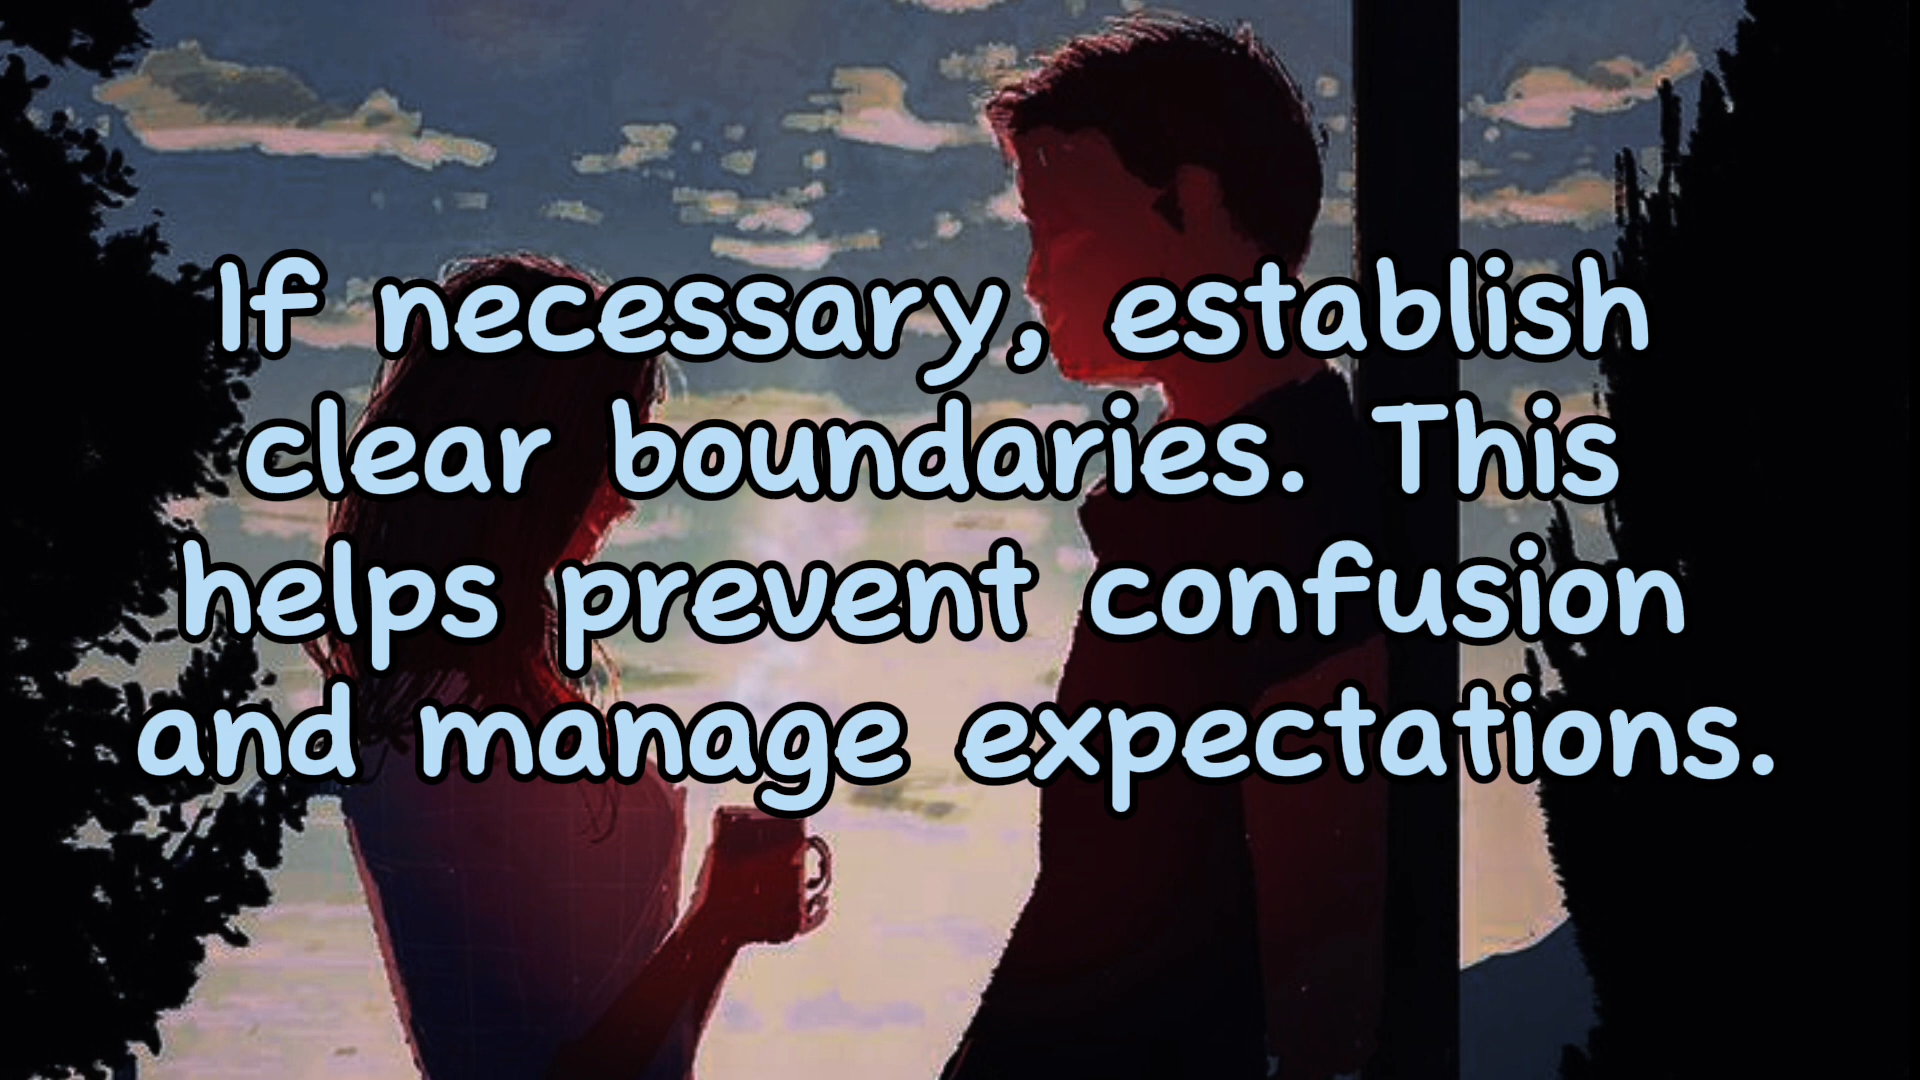 If necessary, establish
clear boundaries. This
helps prevent confusion
and manage expectations.